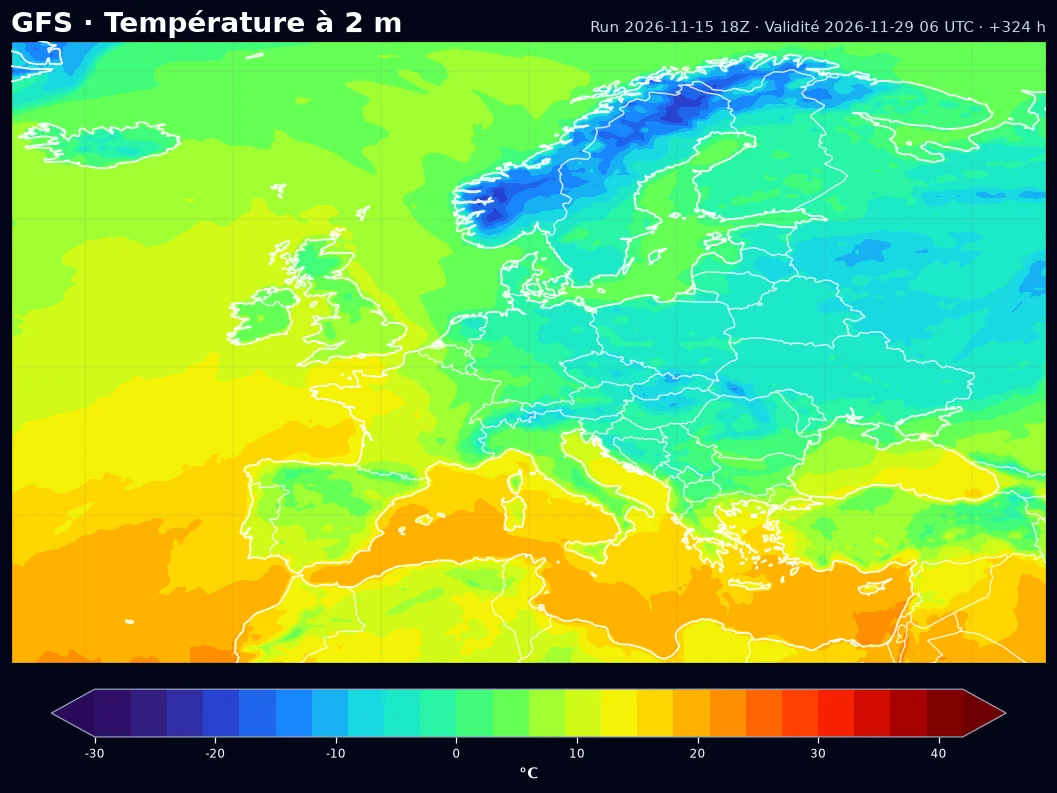 GFS · Température à 2 m
Run 2026-11-15 18Z · Validité 2026-11-29 06 UTC · +324 h
-30 -20 -10 0 10 20 30 40
°C